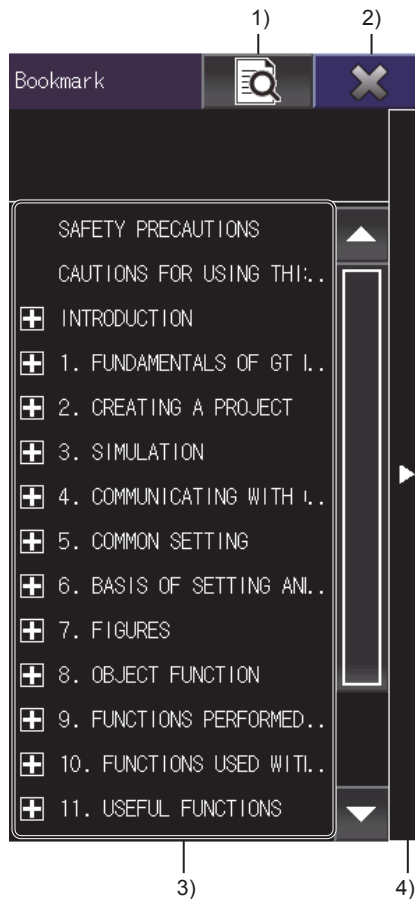 1) 2)
Bookmark
SAFETY PRECAUTIONS
CAUTIONS FOR USING THI:..
INTRODUCTION
1. FUNDAMENTALS OF GT I..
2. CREATING A PROJECT
3. SIMULATION
4. COMMUNICATING WITH (..
5. COMMON SETTING
6. BASIS OF SETTING ANI..
7. FIGURES
8. OBJECT FUNCTION
9. FUNCTIONS PERFORMED..
10. FUNCTIONS USED WITI..
11. USEFUL FUNCTIONS
3) 4)